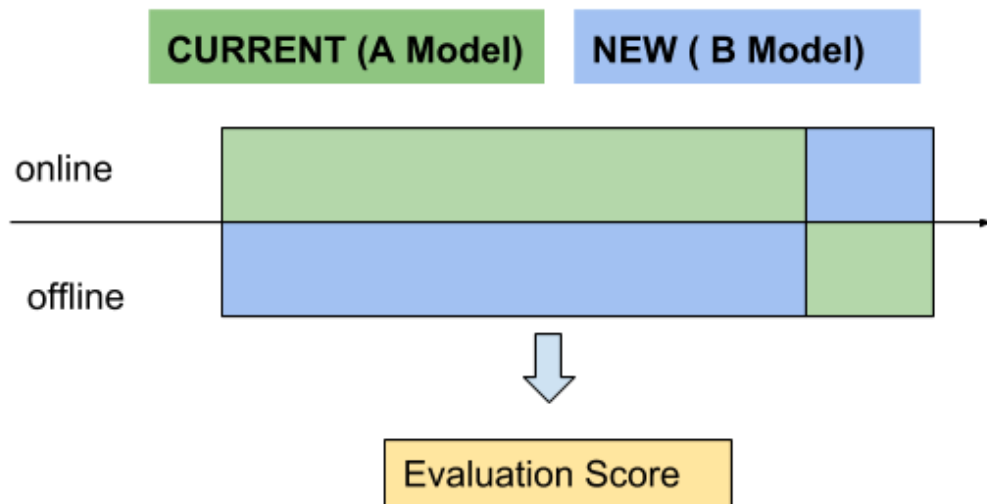 CURRENT (A Model)
NEW ( B Model)
online
offline
Evaluation Score